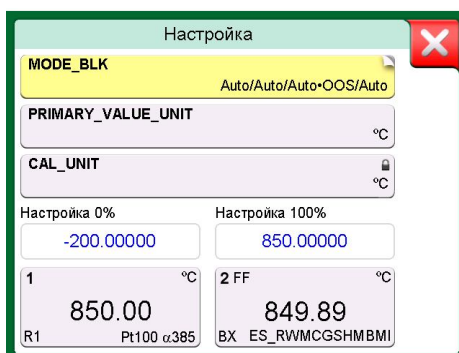 Настройка
MODE_BLK
Auto/Auto/Auto•OOS/Auto
PRIMARY_VALUE_UNIT
ºC
CAL_UNIT
ºC
Настройка 0% Настройка 100%
-200.00000 850.00000
1 ºC 2 FF ºC
850.00 849.89
R1 Pt100 α385 BX ES_RWMCGSHMBMI